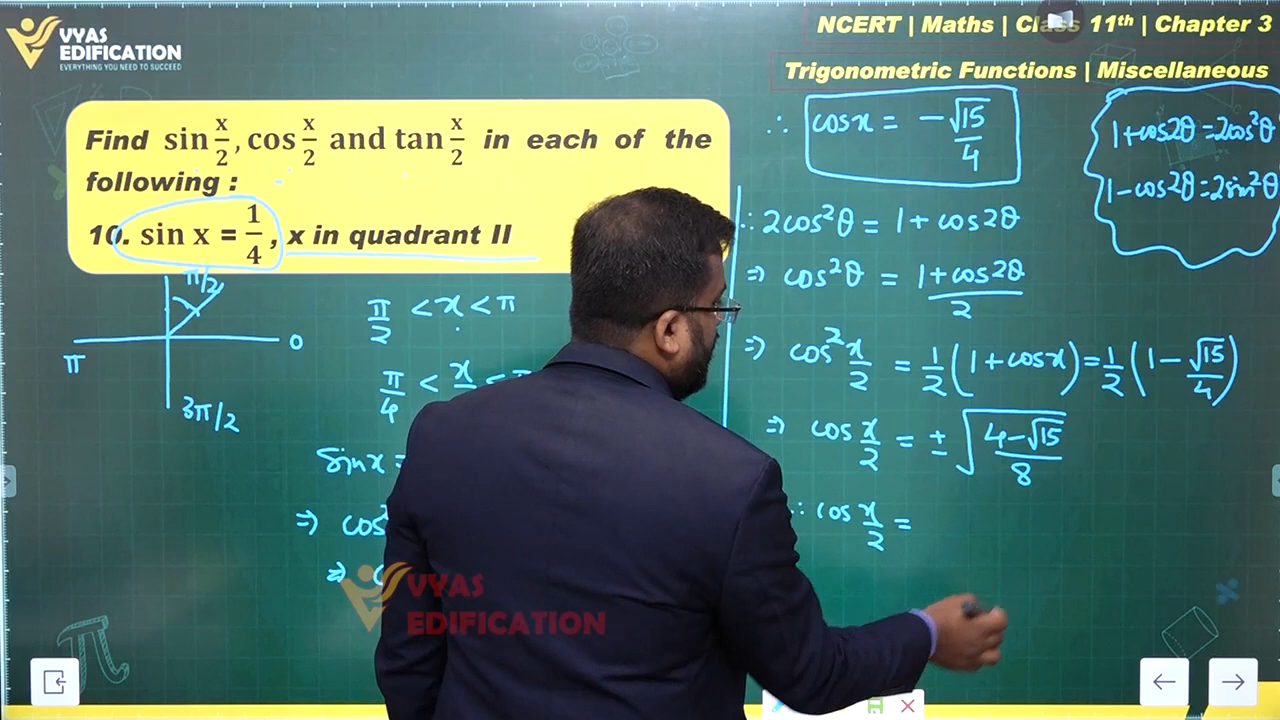 VYAS
EDIFICATION
EVERYTHING YOU NEED TO SUCCEED
NCERT | Maths | Class 11th | Chapter 3
Trigonometric Functions | Miscellaneous
Find sin x/2, cos x/2 and tan x/2 in each of the
following :
10. sin x = 1/4, x in quadrant II
π/2
0
π
3π/2
π/2 < x < π
π/4 < x/2 <
sinx =
⇒ cos²
⇒
∴ cosx = -√15/4
1+cos2θ=2cos²θ
1-cos2θ=2sin²θ
∴ 2cos²θ = 1+cos2θ
⇒ cos²θ = 1+cos2θ/2
⇒ cos² x/2 = 1/2(1+cosx) = 1/2(1-√15/4)
⇒ cos x/2 = ± √(4-√15/8)
∴ cos x/2 =
VYAS
EDIFICATION
π